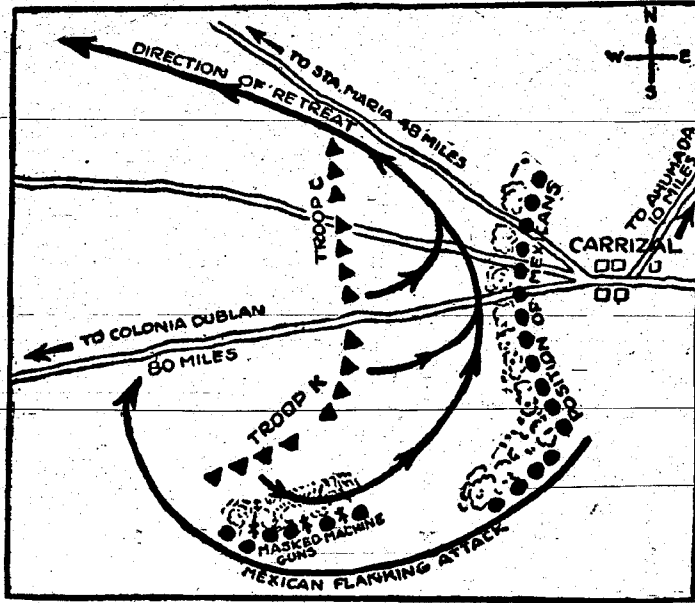 N
W E
S
TO STA. MARIA 48 MILES
DIRECTION OF RETREAT
TO AHUMADA
10 MILES
TROOP C
POSITION OF MEXICANS
CARRIZAL
TO COLONIA DUBLAN
80 MILES
TROOP K
MASKED MACHINE
GUNS
MEXICAN FLANKING ATTACK